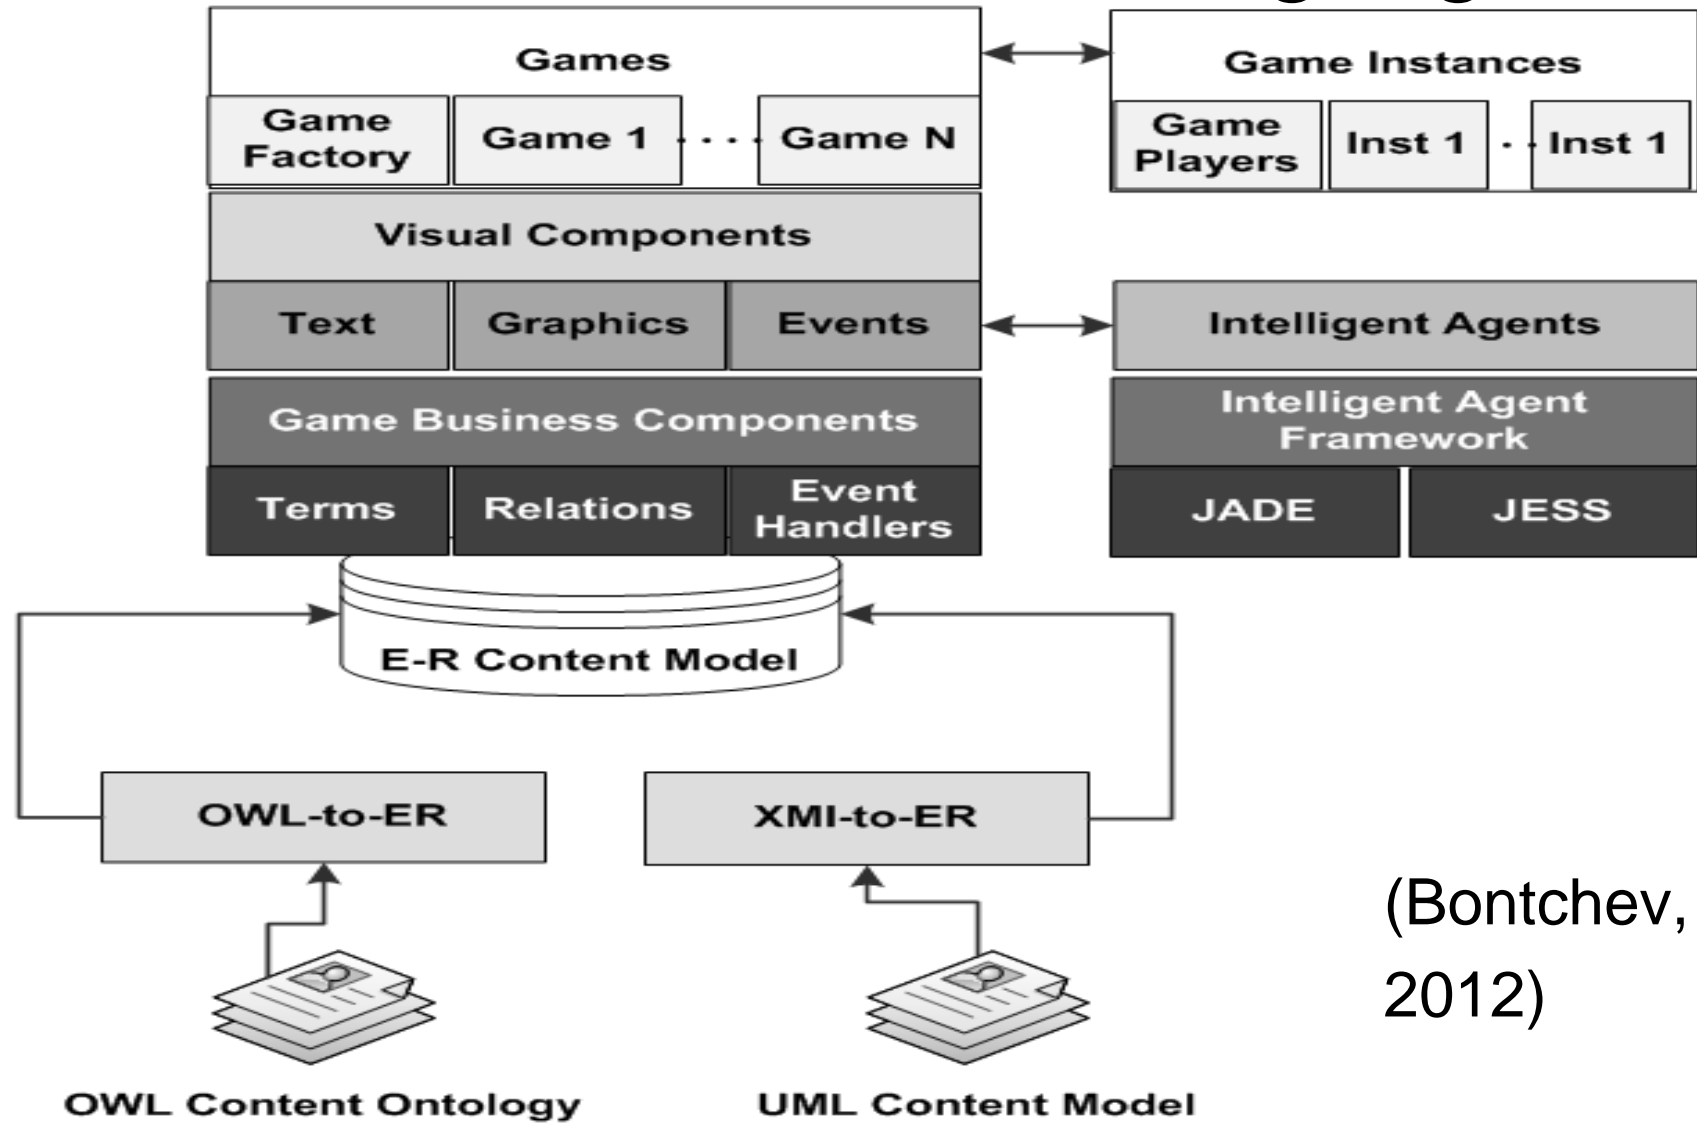 Games
Game
Factory
Game 1
. . . .
Game N
Game Instances
Game
Players
Inst 1
. .
Inst 1
Visual Components
Text
Graphics
Events
Intelligent Agents
Game Business Components
Terms
Relations
Event
Handlers
Intelligent Agent
Framework
JADE
JESS
E-R Content Model
OWL-to-ER
XMI-to-ER
(Bontchev,
2012)
OWL Content Ontology
UML Content Model